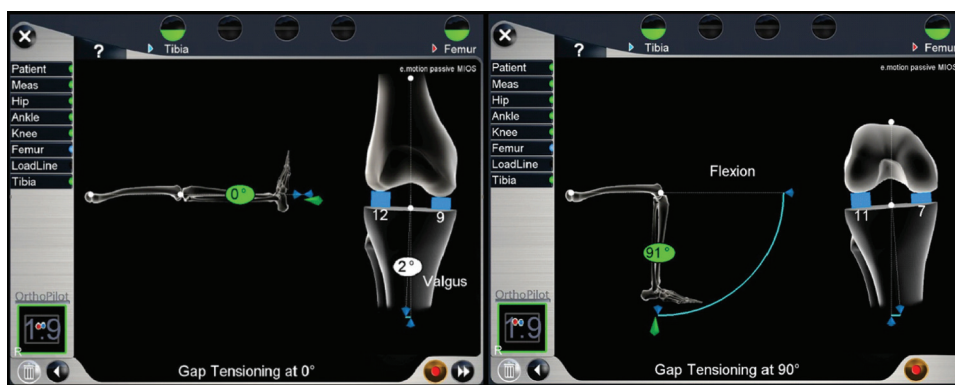 ?
Tibia
Femur
e.motion passive MIOS
Patient
Meas
Hip
Ankle
Knee
Femur
LoadLine
Tibia
0°
12
9
2°
Valgus
OrthoPilot
1.9
R
Gap Tensioning at 0°
?
Tibia
Femur
e.motion passive MIOS
Patient
Meas
Hip
Ankle
Knee
Femur
LoadLine
Tibia
Flexion
91°
11
7
OrthoPilot
1.9
R
Gap Tensioning at 90°